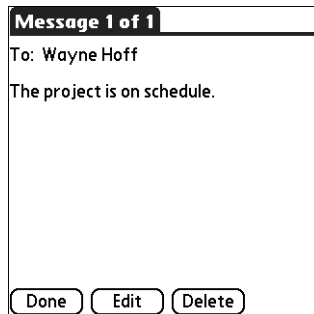 Message 1 of 1
To: Wayne Hoff
The project is on schedule.
Done Edit Delete